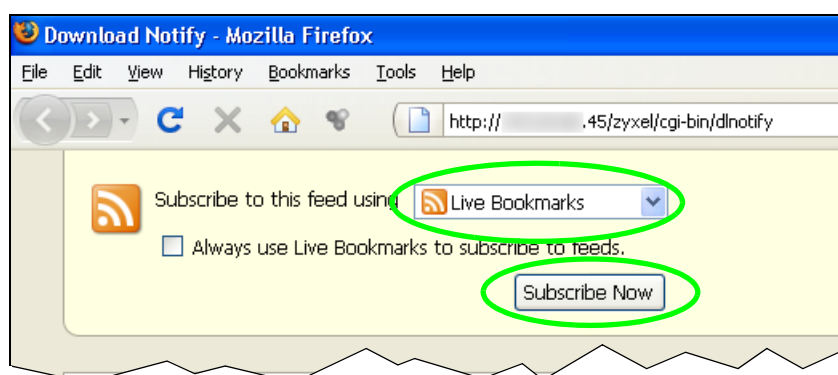 Download Notify - Mozilla Firefox
File Edit View History Bookmarks Tools Help
http:// .45/zyxel/cgi-bin/dlnotify
Subscribe to this feed using Live Bookmarks
Always use Live Bookmarks to subscribe to feeds.
Subscribe Now